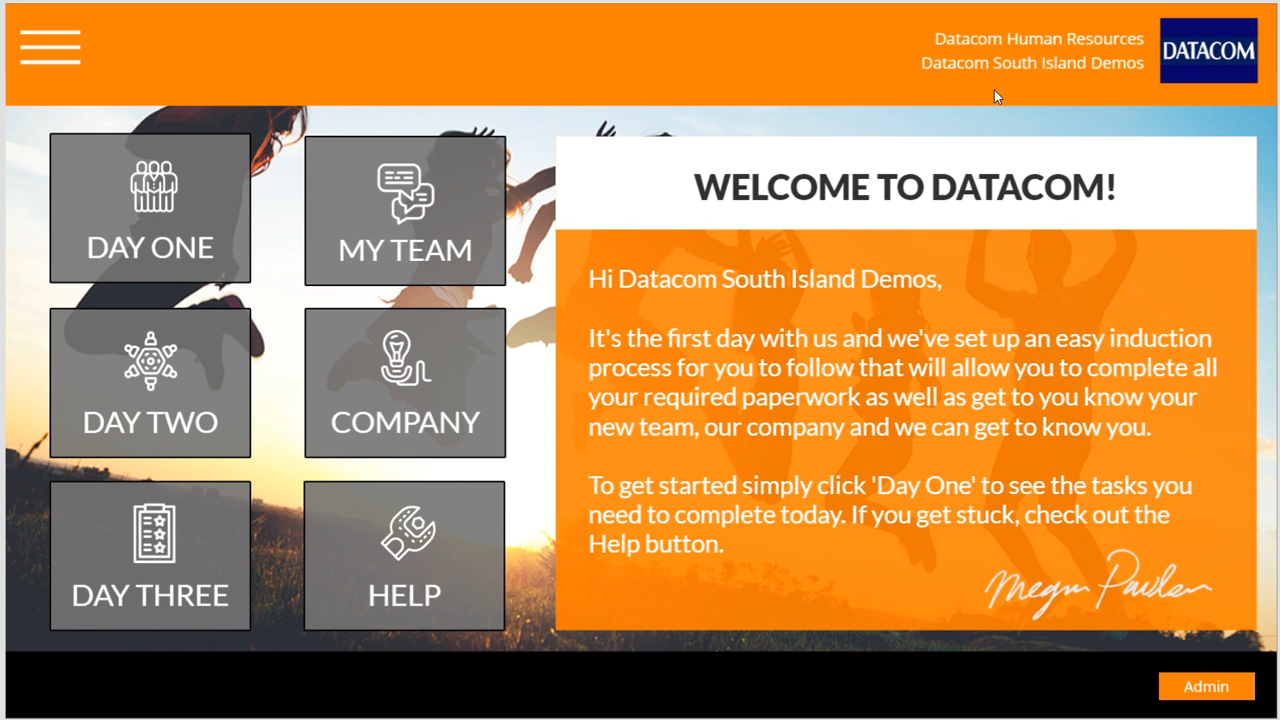 Datacom Human Resources
Datacom South Island Demos
DATACOM
DAY ONE
MY TEAM
DAY TWO
COMPANY
DAY THREE
HELP
WELCOME TO DATACOM!
Hi Datacom South Island Demos,
It's the first day with us and we've set up an easy induction
process for you to follow that will allow you to complete all
your required paperwork as well as get to you know your
new team, our company and we can get to know you.
To get started simply click 'Day One' to see the tasks you
need to complete today. If you get stuck, check out the
Help button.
Admin